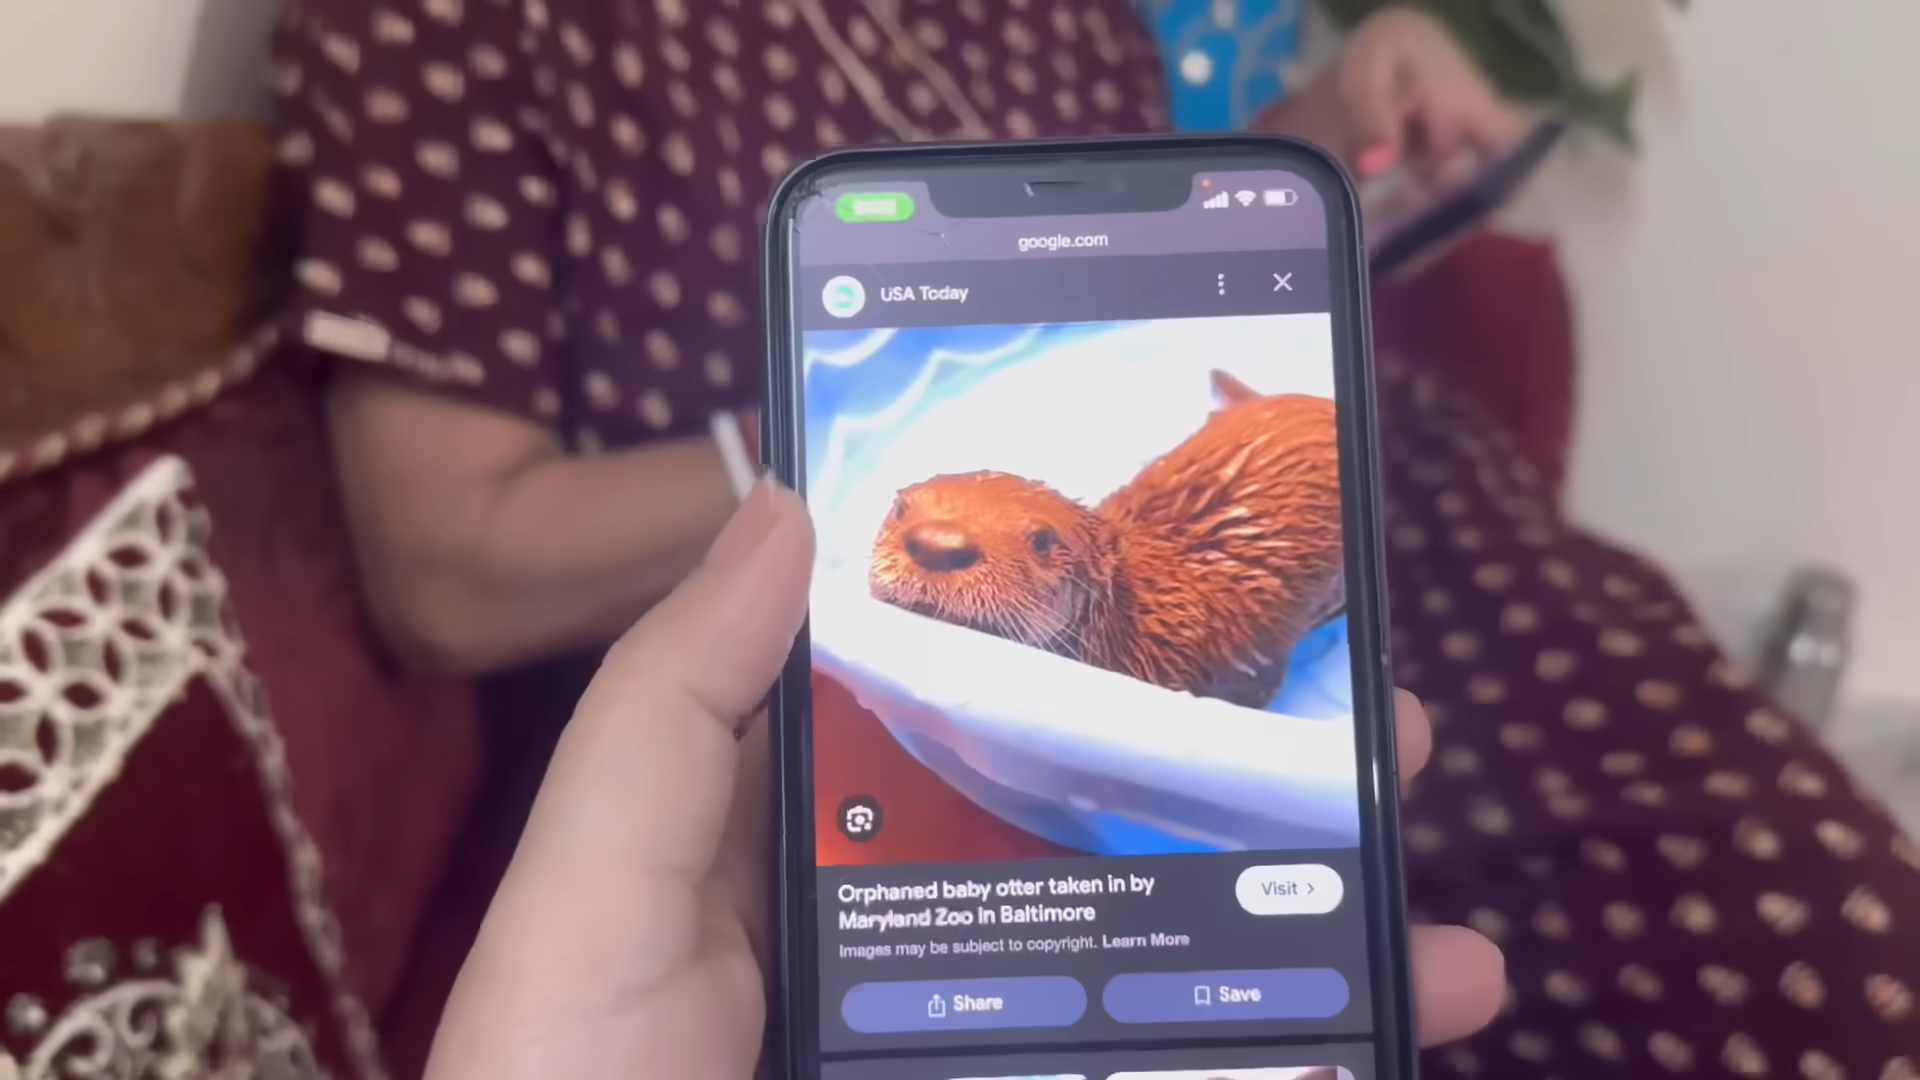 google.com
USA Today
Orphaned baby otter taken in by
Maryland Zoo in Baltimore
Visit >
Images may be subject to copyright. Learn More
Share
Save